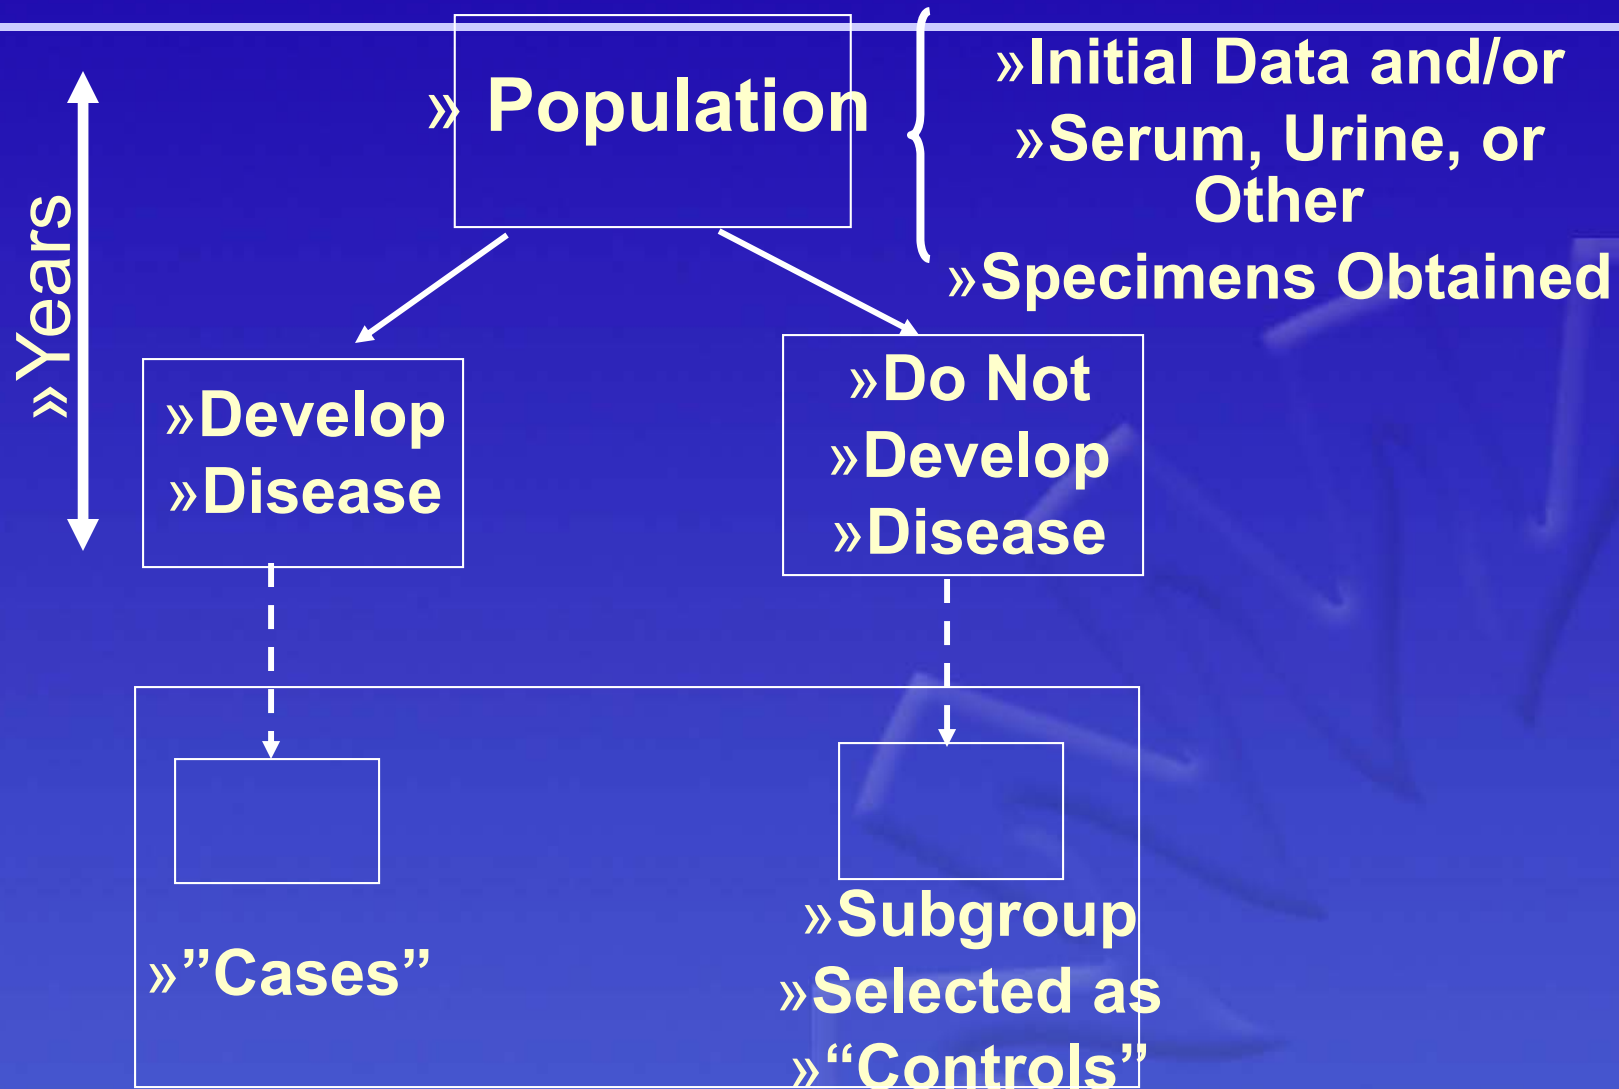 » Population
»Initial Data and/or
»Serum, Urine, or
Other
»Specimens Obtained
»Years
»Develop
»Disease
»Do Not
»Develop
»Disease
»”Cases”
»Subgroup
»Selected as
»“Controls”